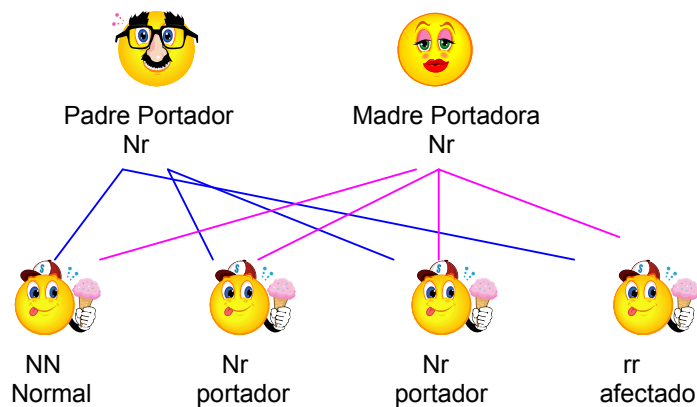 Padre Portador
Nr
Madre Portadora
Nr
NN
Normal
Nr
portador
Nr
portador
rr
afectado